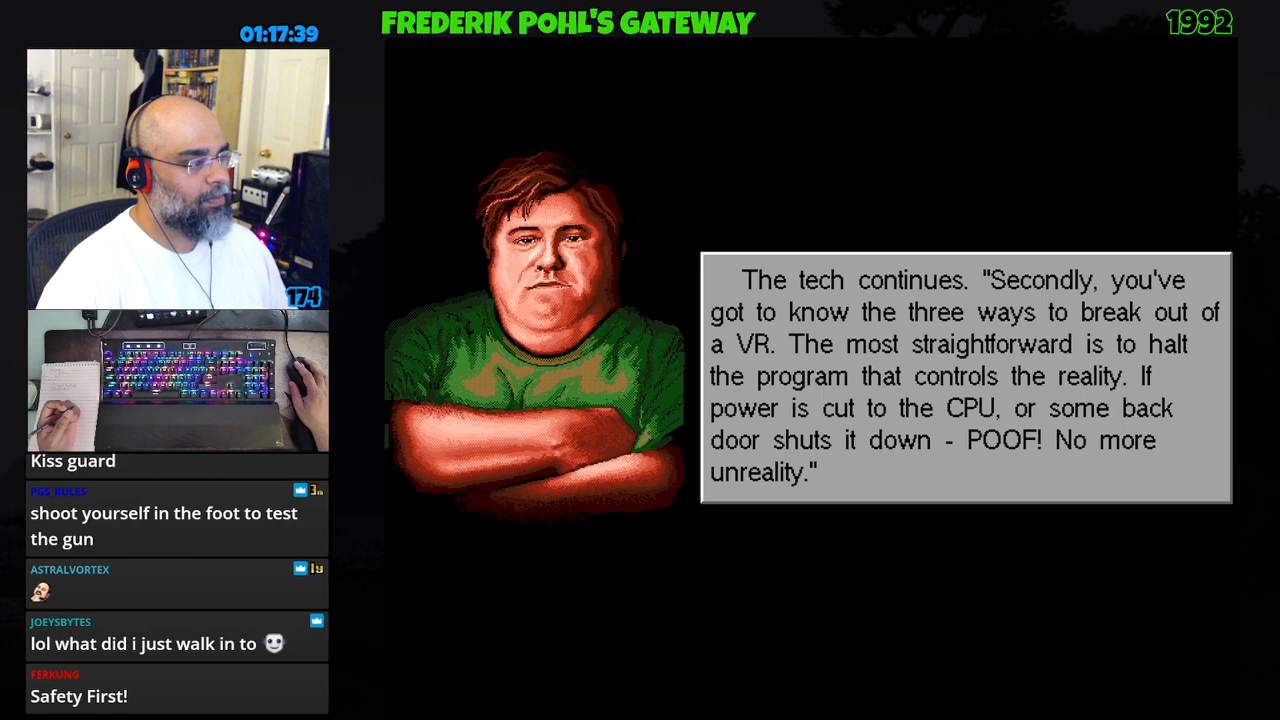 01:17:39
FREDERIK POHL'S GATEWAY
1992
174
The tech continues. "Secondly, you've
got to know the three ways to break out of
a VR. The most straightforward is to halt
the program that controls the reality. If
power is cut to the CPU, or some back
door shuts it down - POOF! No more
unreality."
Kiss guard
PGS_RULES
3m
shoot yourself in the foot to test
the gun
ASTRALVORTEX
1y
JOEYSBYTES
lol what did i just walk in to
FERKUNG
Safety First!